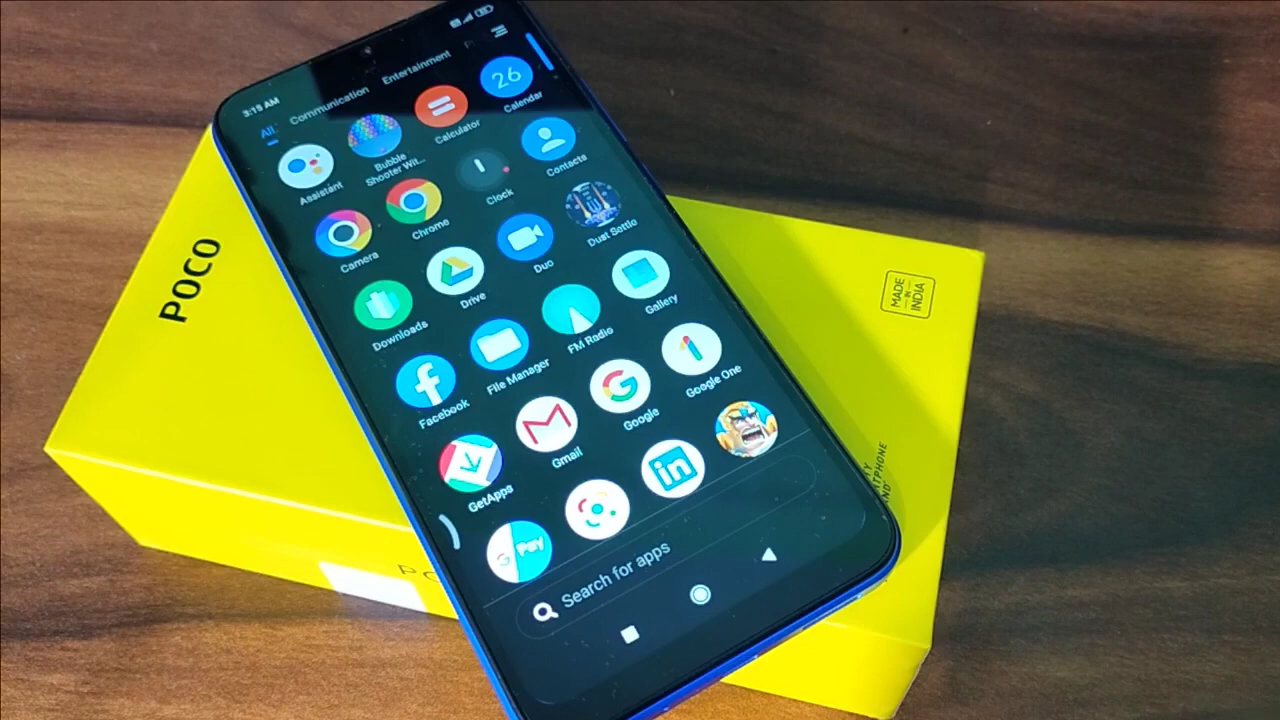 3:15 AM
All
Communication
Entertainment
Assistant
Bubble
Shooter Wit...
Calculator
26
Calendar
Camera
Chrome
Clock
Contacts
Downloads
Drive
Duo
Dust Settle
Facebook
File Manager
FM Radio
Gallery
GetApps
Gmail
Google
Google One
G Pay
in
Search for apps
POCO
MADE
IN
INDIA